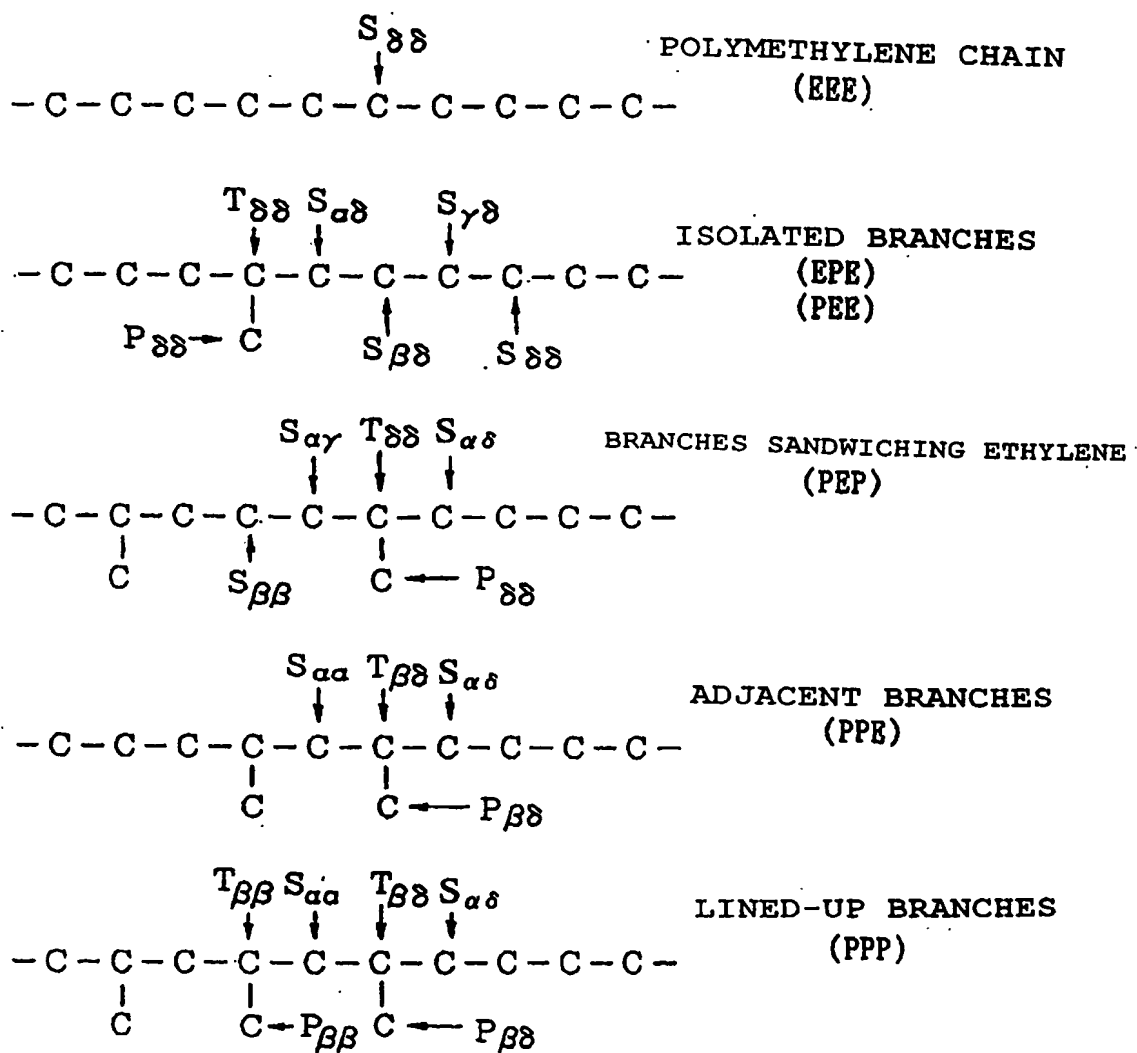 Sδδ
POLYMETHYLENE CHAIN
(EEE)
-C-C-C-C-C-C-C-C-C-C-
Tδδ Sαδ Sγδ
ISOLATED BRANCHES
(EPE)
(PEE)
-C-C-C-C-C-C-C-C-C-C-
Pδδ→C
Sβδ Sδδ
Sαγ Tδδ Sαδ
BRANCHES SANDWICHING ETHYLENE
(PEP)
-C-C-C-C-C-C-C-C-C-C-
C Sββ C←Pδδ
Sαα Tβδ Sαδ
ADJACENT BRANCHES
(PPE)
-C-C-C-C-C-C-C-C-C-C-
C C←Pβδ
Tββ Sαα Tβδ Sαδ
LINED-UP BRANCHES
(PPP)
-C-C-C-C-C-C-C-C-C-C-
C C←Pββ C←Pβδ